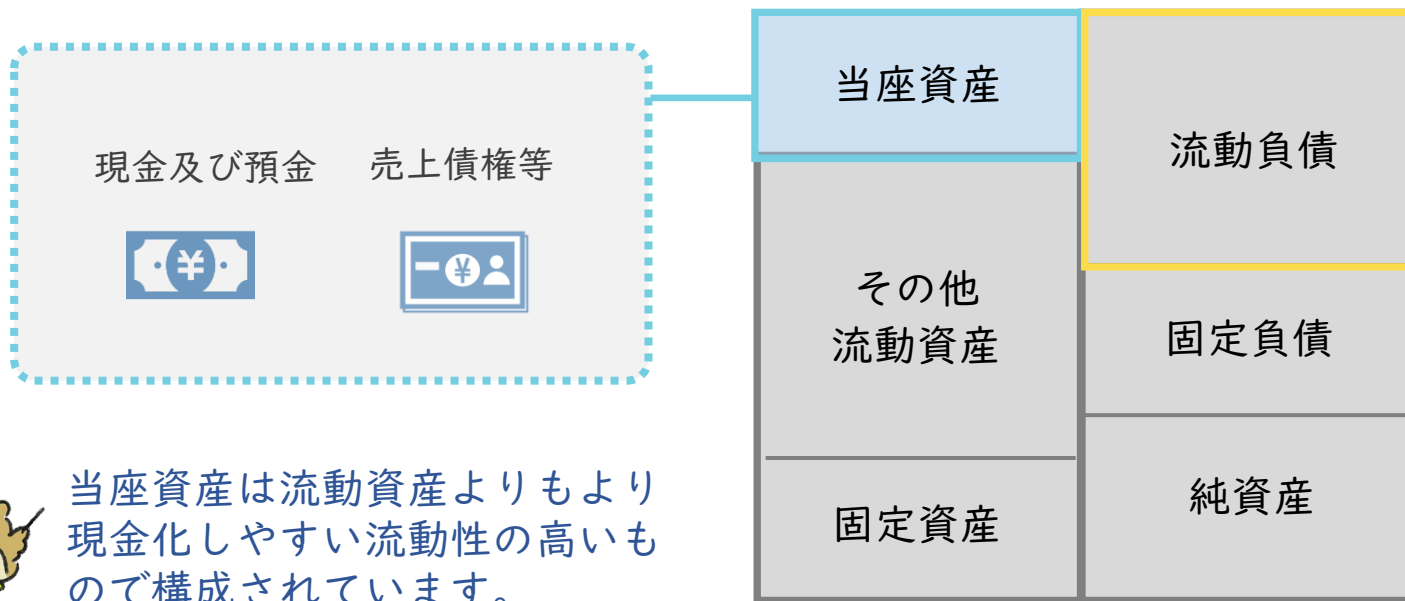 現金及び預金
売上債権等
¥
¥
当座資産は流動資産よりもより
現金化しやすい流動性の高いも
ので構成されています。
当座資産
その他
流動資産
固定資産
流動負債
固定負債
純資産